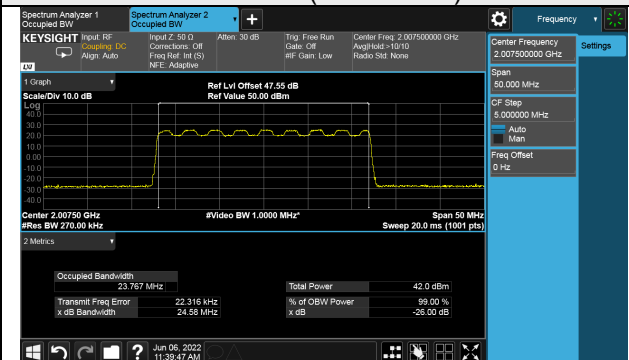 Spectrum Analyzer 1
Occupied BW
Spectrum Analyzer 2
Occupied BW
Frequency
KEYSIGHT
Input: RF
Coupling: DC
Align: Auto
Input Z: 50 Ω
Corrections: Off
Freq Ref: Int (S)
NFE: Adaptive
Atten: 30 dB
Trig: Free Run
Gate: Off
#IF Gain: Low
Center Freq: 2.007500000 GHz
Avg|Hold:>10/10
Radio Std: None
LXI
Center Frequency
2.007500000 GHz
Settings
Span
50.000 MHz
CF Step
5.000000 MHz
Auto
Man
Freq Offset
0 Hz
1 Graph
Scale/Div 10.0 dB
Ref Lvl Offset 47.55 dB
Ref Value 50.00 dBm
Log
40.0
30.0
20.0
10.0
0.00
-10.0
-20.0
-30.0
-40.0
Center 2.00750 GHz
#Res BW 270.00 kHz
#Video BW 1.0000 MHz*
Span 50 MHz
Sweep 20.0 ms (1001 pts)
2 Metrics
Occupied Bandwidth
23.767 MHz
Total Power
42.0 dBm
Transmit Freq Error
22.316 kHz
% of OBW Power
99.00 %
x dB Bandwidth
24.58 MHz
x dB
-26.00 dB
?
Jun 06, 2022
11:39:47 AM